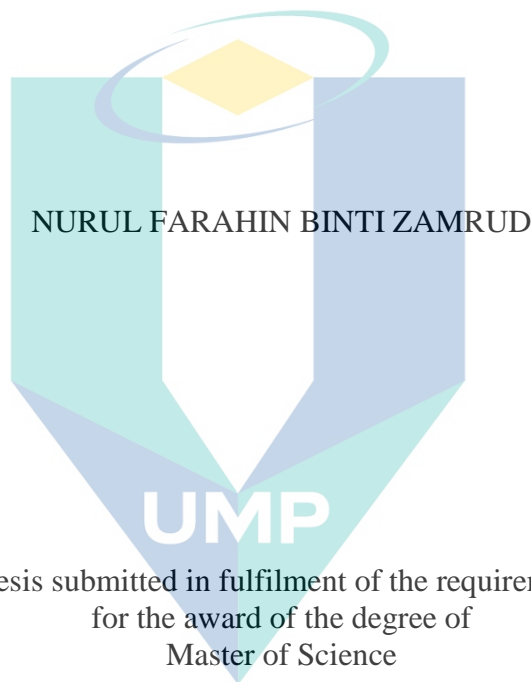 NURUL FARAHIN BINTI ZAMRUD
UMP
esis submitted in fulfilment of the require
for the award of the degree of
Master of Science